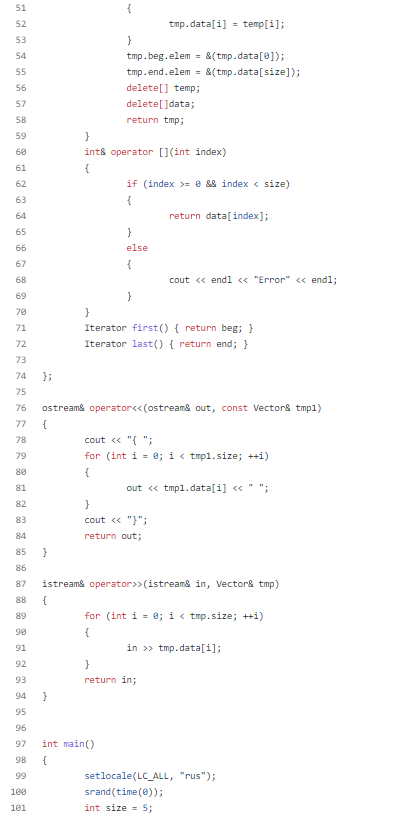 51 {
52 tmp.data[i] = temp[i];
53 }
54 tmp.beg.elem = &(tmp.data[0]);
55 tmp.end.elem = &(tmp.data[size]);
56 delete[] temp;
57 delete[]data;
58 return tmp;
59 }
60 int& operator [](int index)
61 {
62 if (index >= 0 && index < size)
63 {
64 return data[index];
65 }
66 else
67 {
68 cout << endl << "Error" << endl;
69 }
70 }
71 Iterator first() { return beg; }
72 Iterator last() { return end; }
73
74 };
75
76 ostream& operator<<(ostream& out, const Vector& tmp1)
77 {
78 cout << "{ ";
79 for (int i = 0; i < tmp1.size; ++i)
80 {
81 out << tmp1.data[i] << " ";
82 }
83 cout << "}";
84 return out;
85 }
86
87 istream& operator>>(istream& in, Vector& tmp)
88 {
89 for (int i = 0; i < tmp.size; ++i)
90 {
91 in >> tmp.data[i];
92 }
93 return in;
94 }
95
96
97 int main()
98 {
99 setlocale(LC_ALL, "rus");
100 srand(time(0));
101 int size = 5;